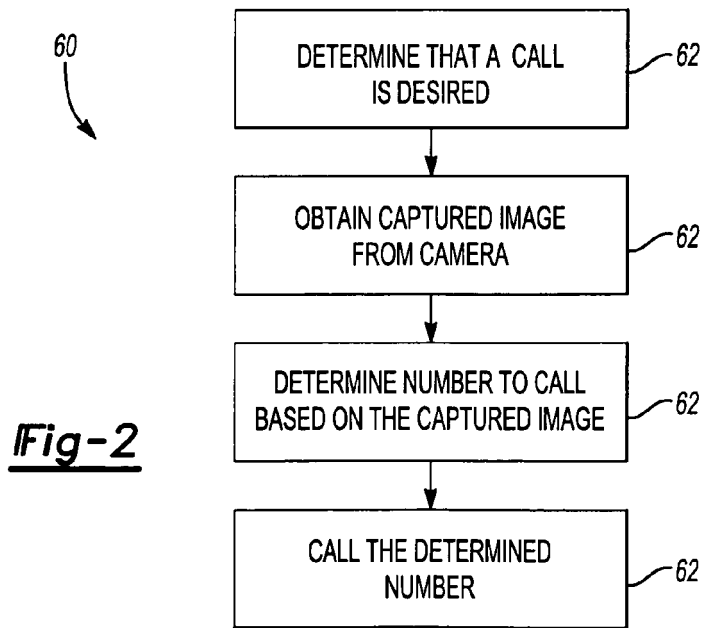 60
DETERMINE THAT A CALL
IS DESIRED
62
OBTAIN CAPTURED IMAGE
FROM CAMERA
62
DETERMINE NUMBER TO CALL
BASED ON THE CAPTURED IMAGE
62
Fig-2
CALL THE DETERMINED
NUMBER
62